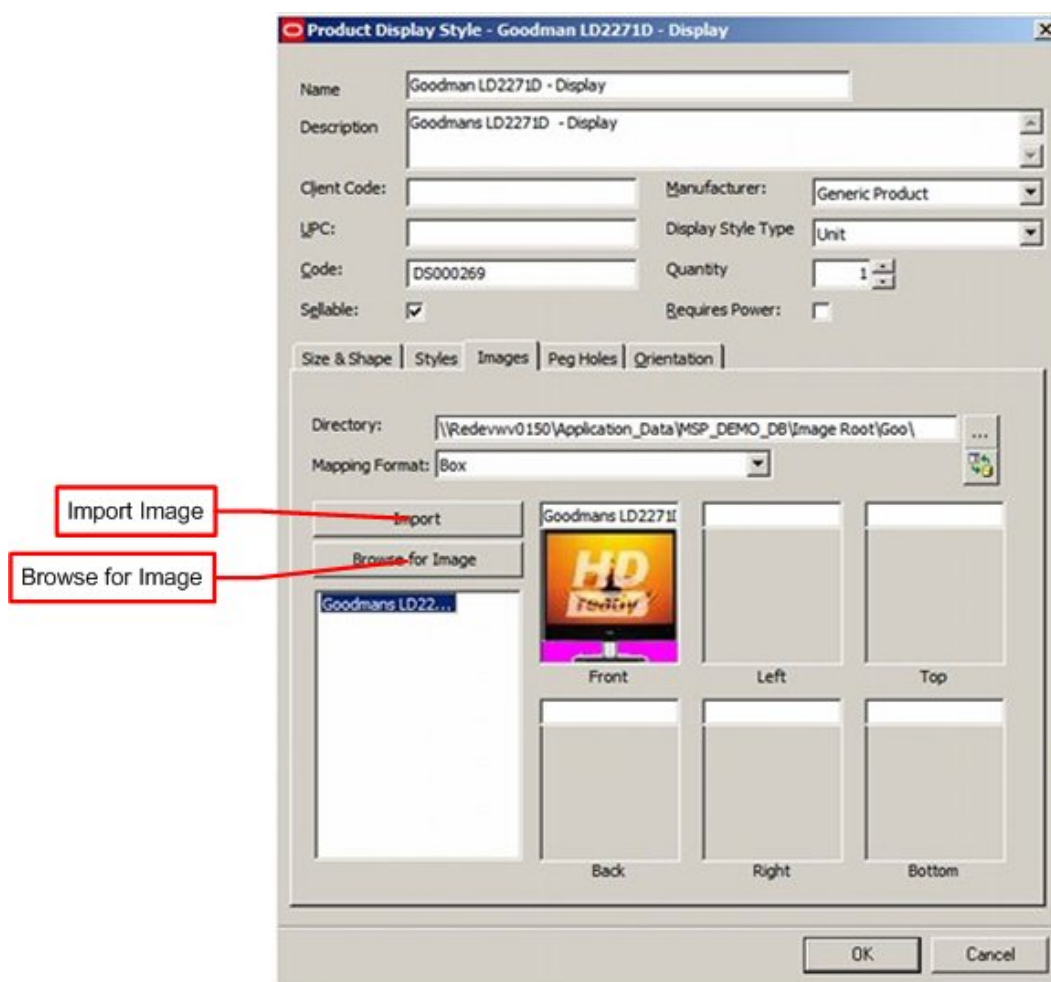 Product Display Style - Goodman LD2271D - Display
Name
Goodman LD2271D - Display
Description
Goodmans LD2271D - Display
Client Code:
Manufacturer:
Generic Product
UPC:
Display Style Type
Unit
Code:
DS000269
Quantity
1
Sellable:
Requires Power:
Size & Shape
Styles
Images
Peg Holes
Orientation
Directory:
\\Redevwv0150\Application_Data\MSP_DEMO_DB\Image Root\Goo\
...
Mapping Format:
Box
Import Image
Import
Goodmans LD2271D
Browse for Image
Browse for Image
HD
ready
Goodmans LD22...
Front
Left
Top
Back
Right
Bottom
OK
Cancel